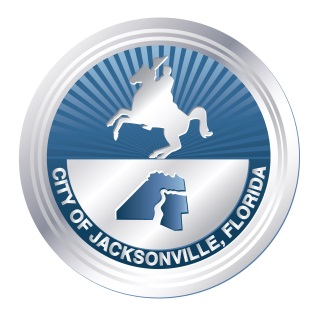 CITY OF JACKSONVILLE, FLORIDA